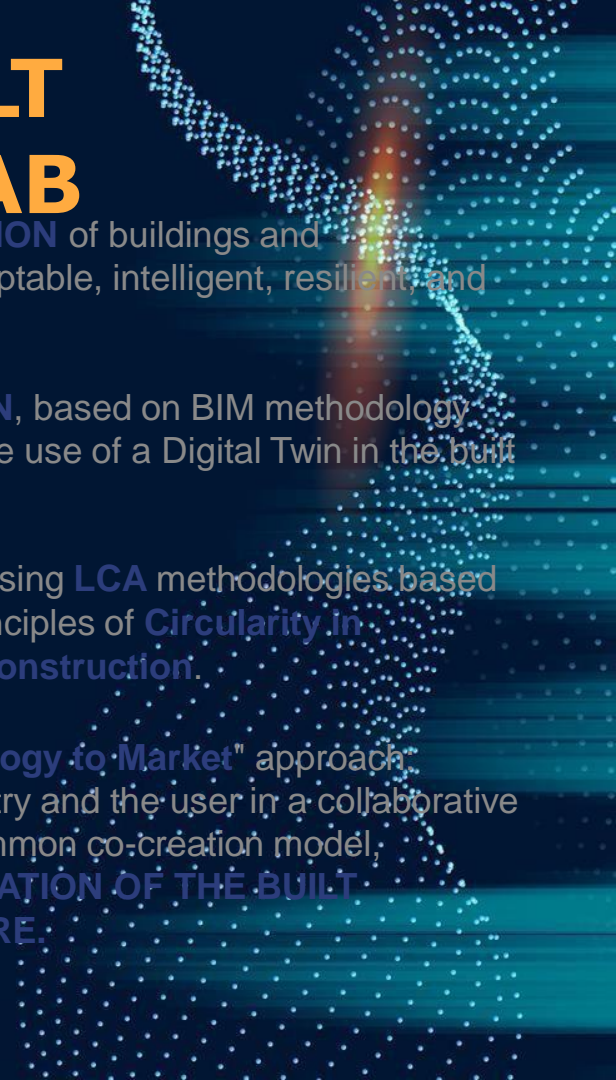 LT
AB
ION of buildings and
ptable, intelligent, resilient, and
N, based on BIM methodology
e use of a Digital Twin in the built
sing LCA methodologies based
nciples of Circularity in
onstruction.
ogy to Market" approach,
try and the user in a collaborative
mmon co-creation model,
ATION OF THE BUILT
RE.